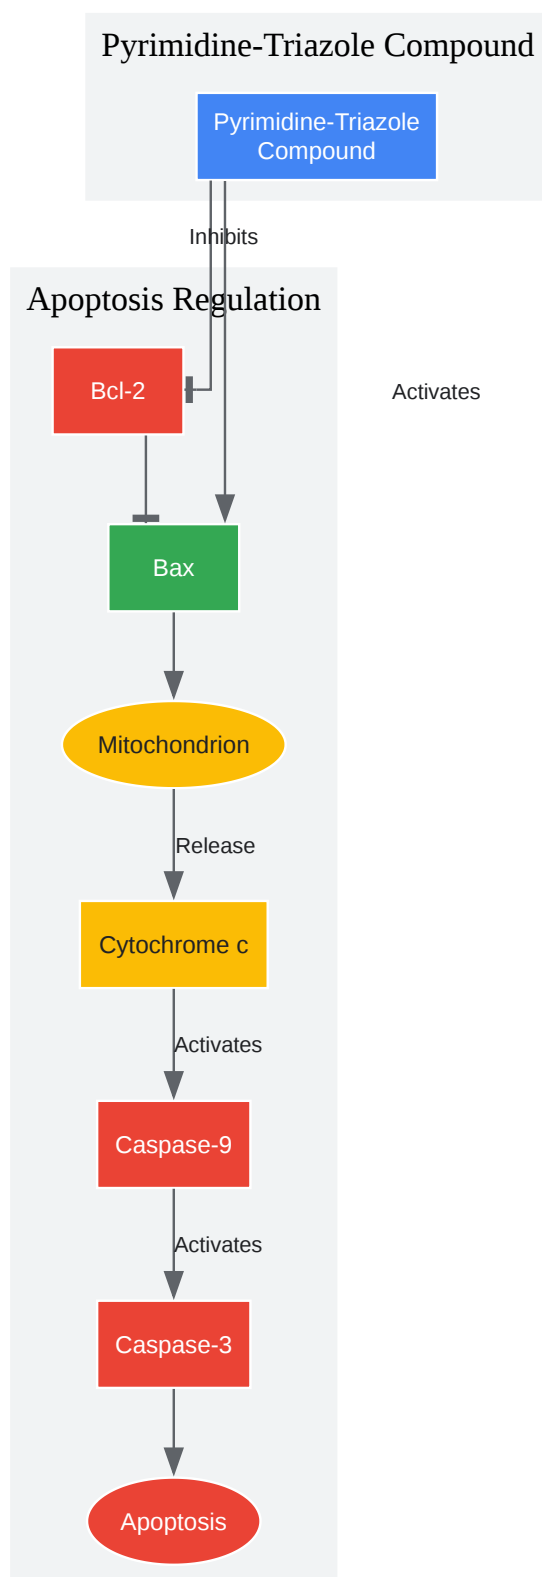 Pyrimidine-Triazole Compound
Pyrimidine-Triazole
Compound
Inhibits
Apoptosis Regulation
Bcl-2
Activates
Bax
Mitochondrion
Release
Cytochrome c
Activates
Caspase-9
Activates
Caspase-3
Apoptosis